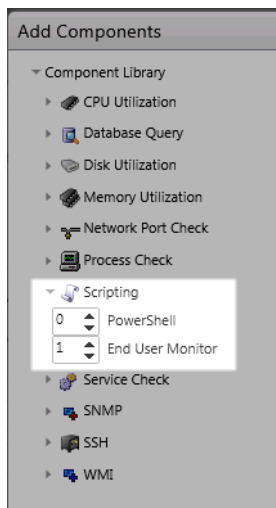 Add Components
Component Library
CPU Utilization
Database Query
Disk Utilization
Memory Utilization
Network Port Check
Process Check
Scripting
0 PowerShell
1 End User Monitor
Service Check
SNMP
SSH
WMI